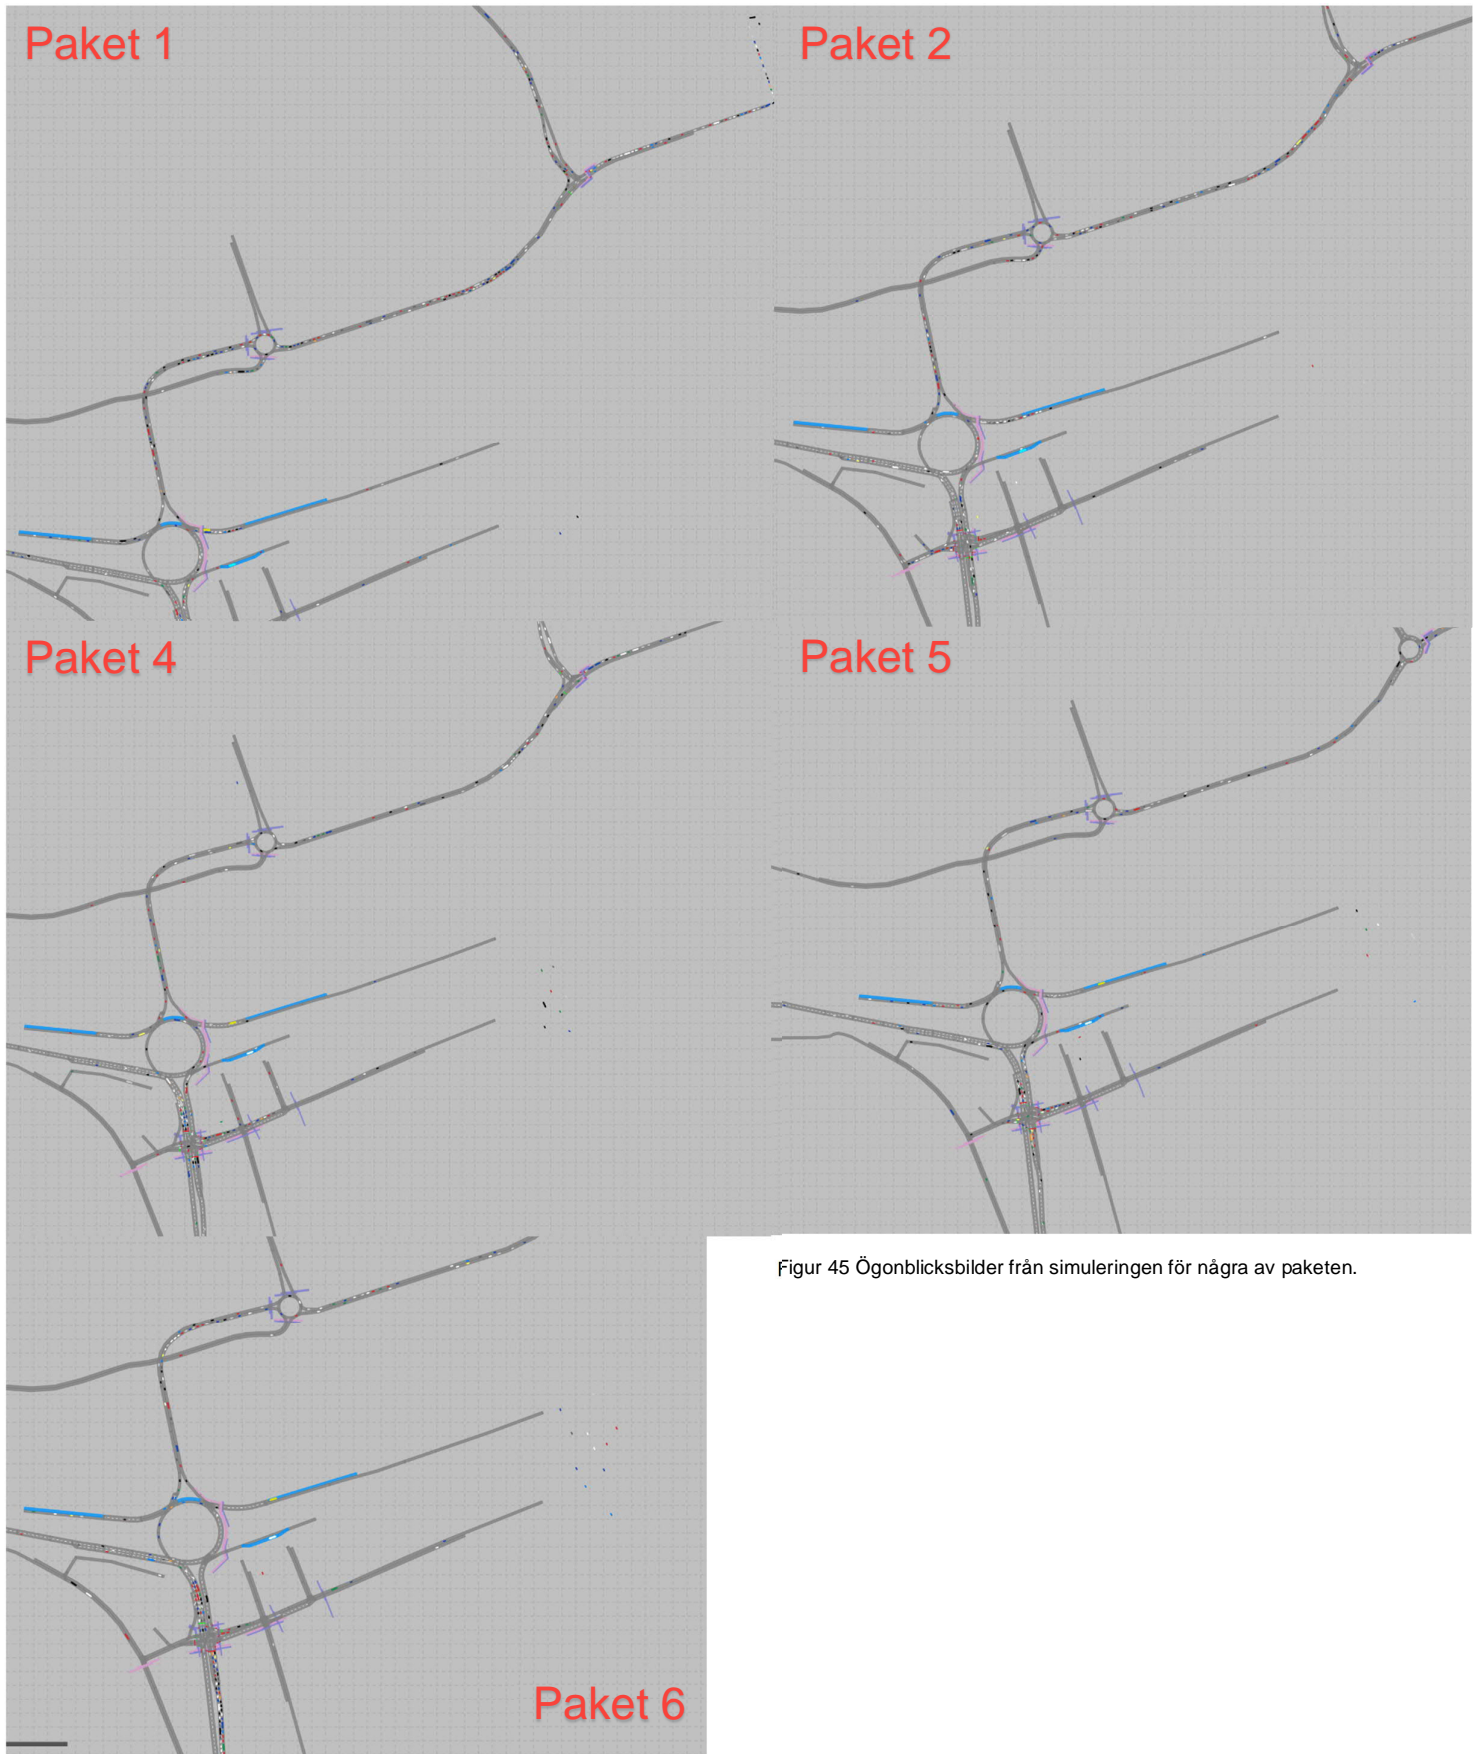 Paket 1
Paket 2
Paket 4
Paket 5
Figur 45 Ögonblicksbilder från simuleringen för några av paketen.
Paket 6